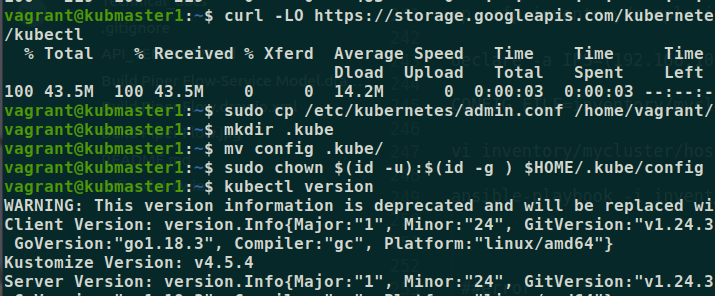 vagrant@kubmaster1:~$ curl -LO https://storage.googleapis.com/kubernete
/kubectl
% Total % Received % Xferd Average Speed Time Time Time
Dload Upload Total Spent Left
100 43.5M 100 43.5M 0 0 14.2M 0 0:00:03 0:00:03 --:--:-
vagrant@kubmaster1:~$ sudo cp /etc/kubernetes/admin.conf /home/vagrant/
vagrant@kubmaster1:~$ mkdir .kube
vagrant@kubmaster1:~$ mv config .kube/
vagrant@kubmaster1:~$ sudo chown $(id -u):$(id -g ) $HOME/.kube/config
vagrant@kubmaster1:~$ kubectl version
WARNING: This version information is deprecated and will be replaced wi
Client Version: version.Info{Major:"1", Minor:"24", GitVersion:"v1.24.3
GoVersion:"go1.18.3", Compiler:"gc", Platform:"linux/amd64"}
Kustomize Version: v4.5.4
Server Version: version.Info{Major:"1", Minor:"24", GitVersion:"v1.24.3